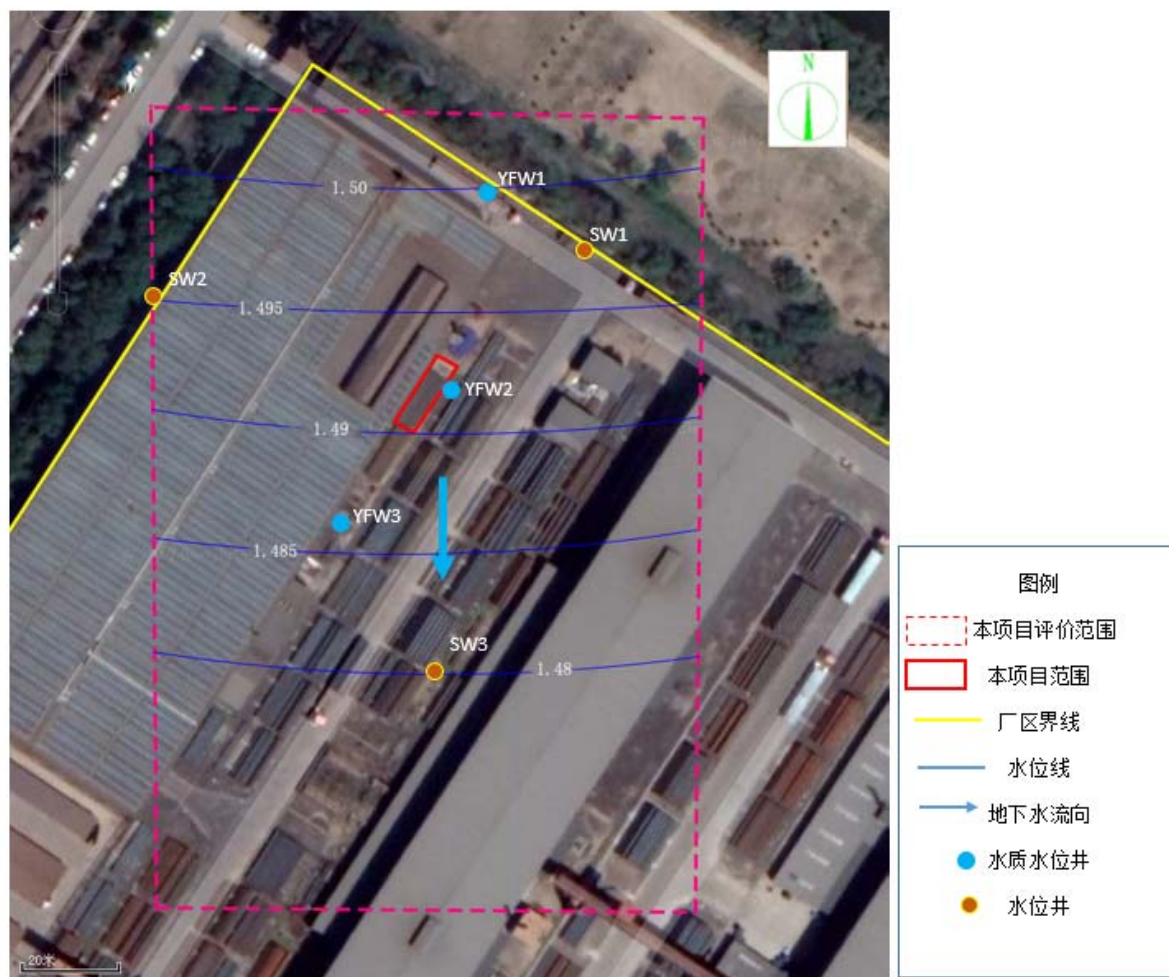 N
YFW1
1.50
SW1
SW2
1.495
YFW2
1.49
YFW3
1.485
SW3
1.48
20米
图例
本项目评价范围
本项目范围
厂区界线
水位线
地下水流向
水质水位井
水位井